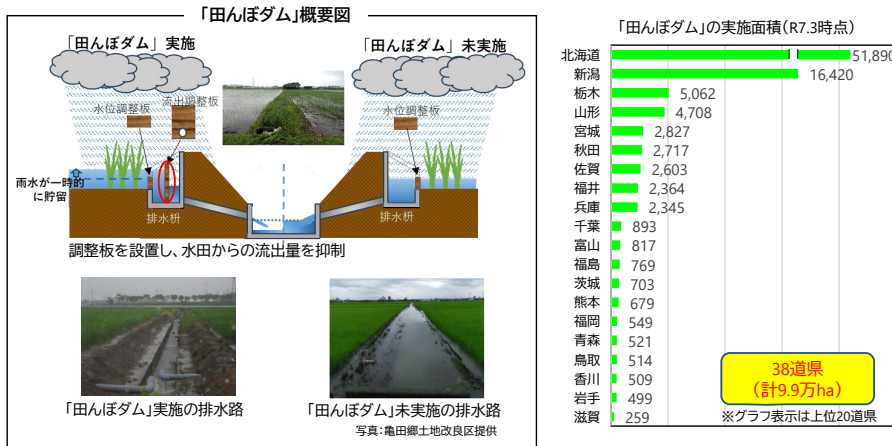 「田んぼダム」概要図
「田んぼダム」 実施
「田んぼダム」 未実施
水位調整板
流出調整板
水位調整板
雨水が一時的
に貯留
排水枡
排水枡
調整板を設置し、水田からの流出量を抑制
「田んぼダム」実施の排水路
「田んぼダム」未実施の排水路
写真:亀田郷土地改良区提供
「田んぼダム」の実施面積(R7.3時点)
北海道 51,890
新潟 16,420
栃木 5,062
山形 4,708
宮城 2,827
秋田 2,717
佐賀 2,603
福井 2,364
兵庫 2,345
千葉 893
富山 817
福島 769
茨城 703
熊本 679
福岡 549
青森 521
鳥取 514
香川 509
岩手 499
滋賀 259
38道県
(計9.9万ha)
※グラフ表示は上位20道県